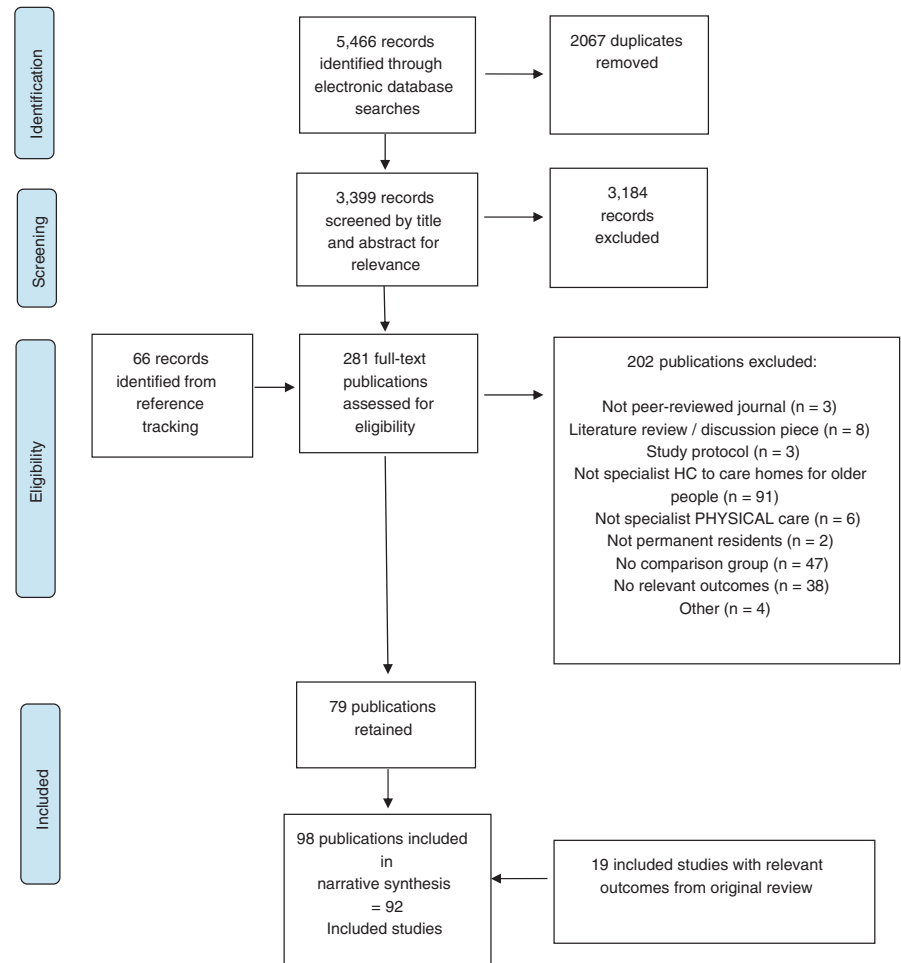 Identification
5,466 records
identified through
electronic database
searches
2067 duplicates
removed
Screening
3,399 records
screened by title
and abstract for
relevance
3,184
records
excluded
Eligibility
66 records
identified from
reference
tracking
281 full-text
publications
assessed for
eligibility
202 publications excluded:
Not peer-reviewed journal (n = 3)
Literature review / discussion piece (n = 8)
Study protocol (n = 3)
Not specialist HC to care homes for older
people (n = 91)
Not specialist PHYSICAL care (n = 6)
Not permanent residents (n = 2)
No comparison group (n = 47)
No relevant outcomes (n = 38)
Other (n = 4)
Included
79 publications
retained
98 publications included
in
narrative synthesis
= 92
Included studies
19 included studies with relevant
outcomes from original review